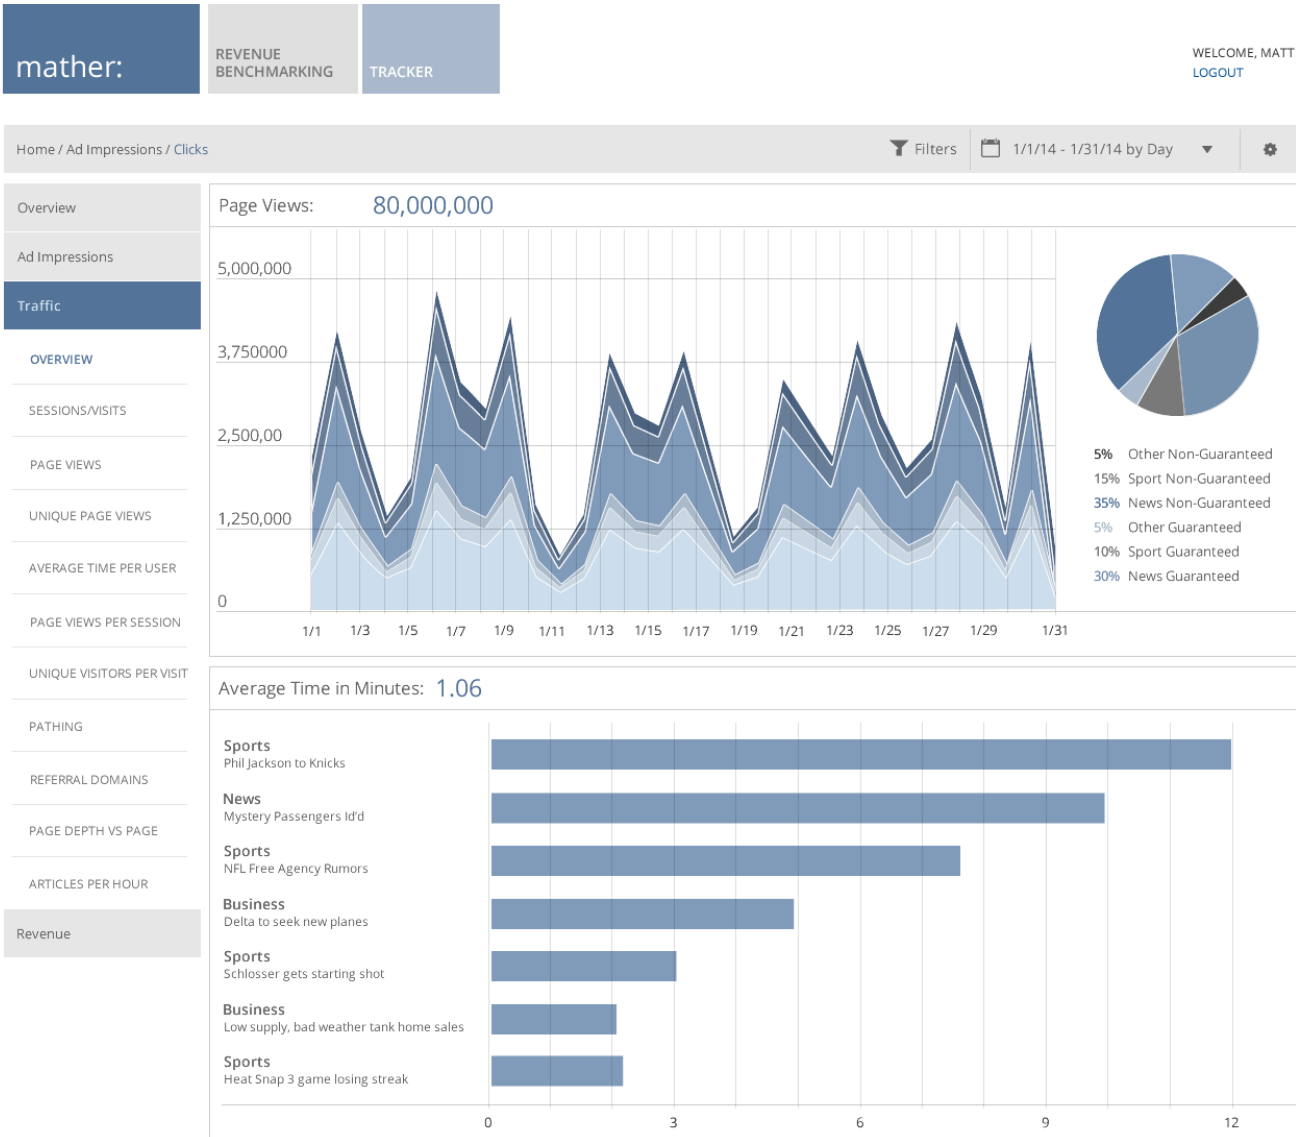 mather:
REVENUE
BENCHMARKING
TRACKER
WELCOME, MATT
LOGOUT
Home / Ad Impressions / Clicks
Filters
1/1/14 - 1/31/14 by Day
Overview
Ad Impressions
Traffic
OVERVIEW
SESSIONS/VISITS
PAGE VIEWS
UNIQUE PAGE VIEWS
AVERAGE TIME PER USER
PAGE VIEWS PER SESSION
UNIQUE VISITORS PER VISIT
PATHING
REFERRAL DOMAINS
PAGE DEPTH VS PAGE
ARTICLES PER HOUR
Revenue
Page Views: 80,000,000
5,000,000
3,750000
2,500,00
1,250,000
0
1/1 1/3 1/5 1/7 1/9 1/11 1/13 1/15 1/17 1/19 1/21 1/23 1/25 1/27 1/29 1/31
5% Other Non-Guaranteed
15% Sport Non-Guaranteed
35% News Non-Guaranteed
5% Other Guaranteed
10% Sport Guaranteed
30% News Guaranteed
Average Time in Minutes: 1.06
Sports
Phil Jackson to Knicks
News
Mystery Passengers Id'd
Sports
NFL Free Agency Rumors
Business
Delta to seek new planes
Sports
Schlosser gets starting shot
Business
Low supply, bad weather tank home sales
Sports
Heat Snap 3 game losing streak
0 3 6 9 12